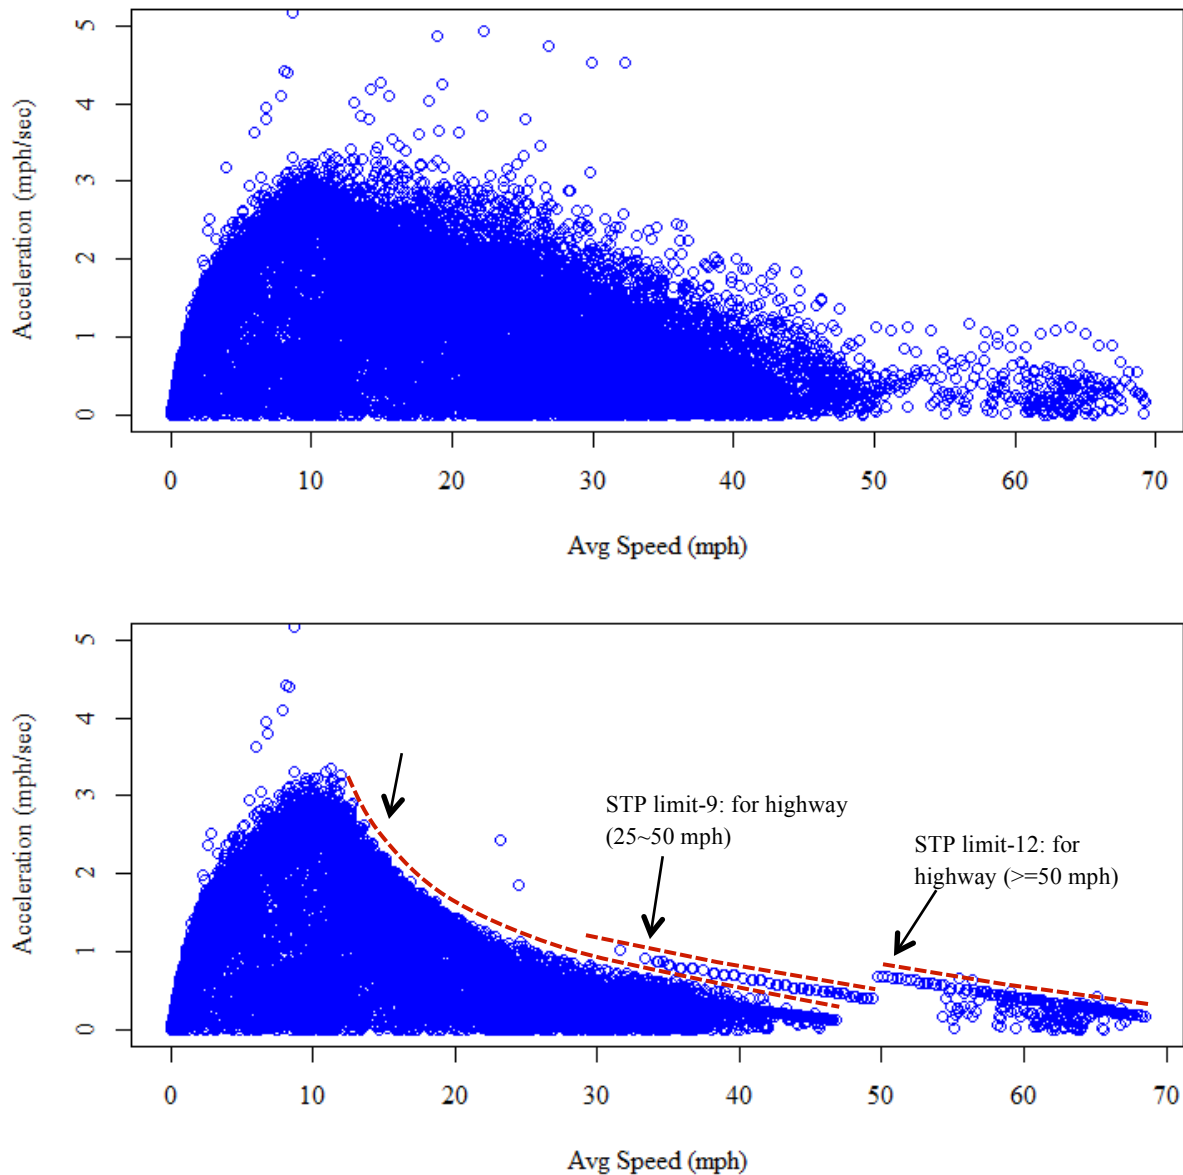 5
4
3
2
1
0
Acceleration (mph/sec)
0 10 20 30 40 50 60 70
Avg Speed (mph)
5
4
3
2
1
0
Acceleration (mph/sec)
STP limit-9: for highway
(25~50 mph)
STP limit-12: for
highway (>=50 mph)
0 10 20 30 40 50 60 70
Avg Speed (mph)